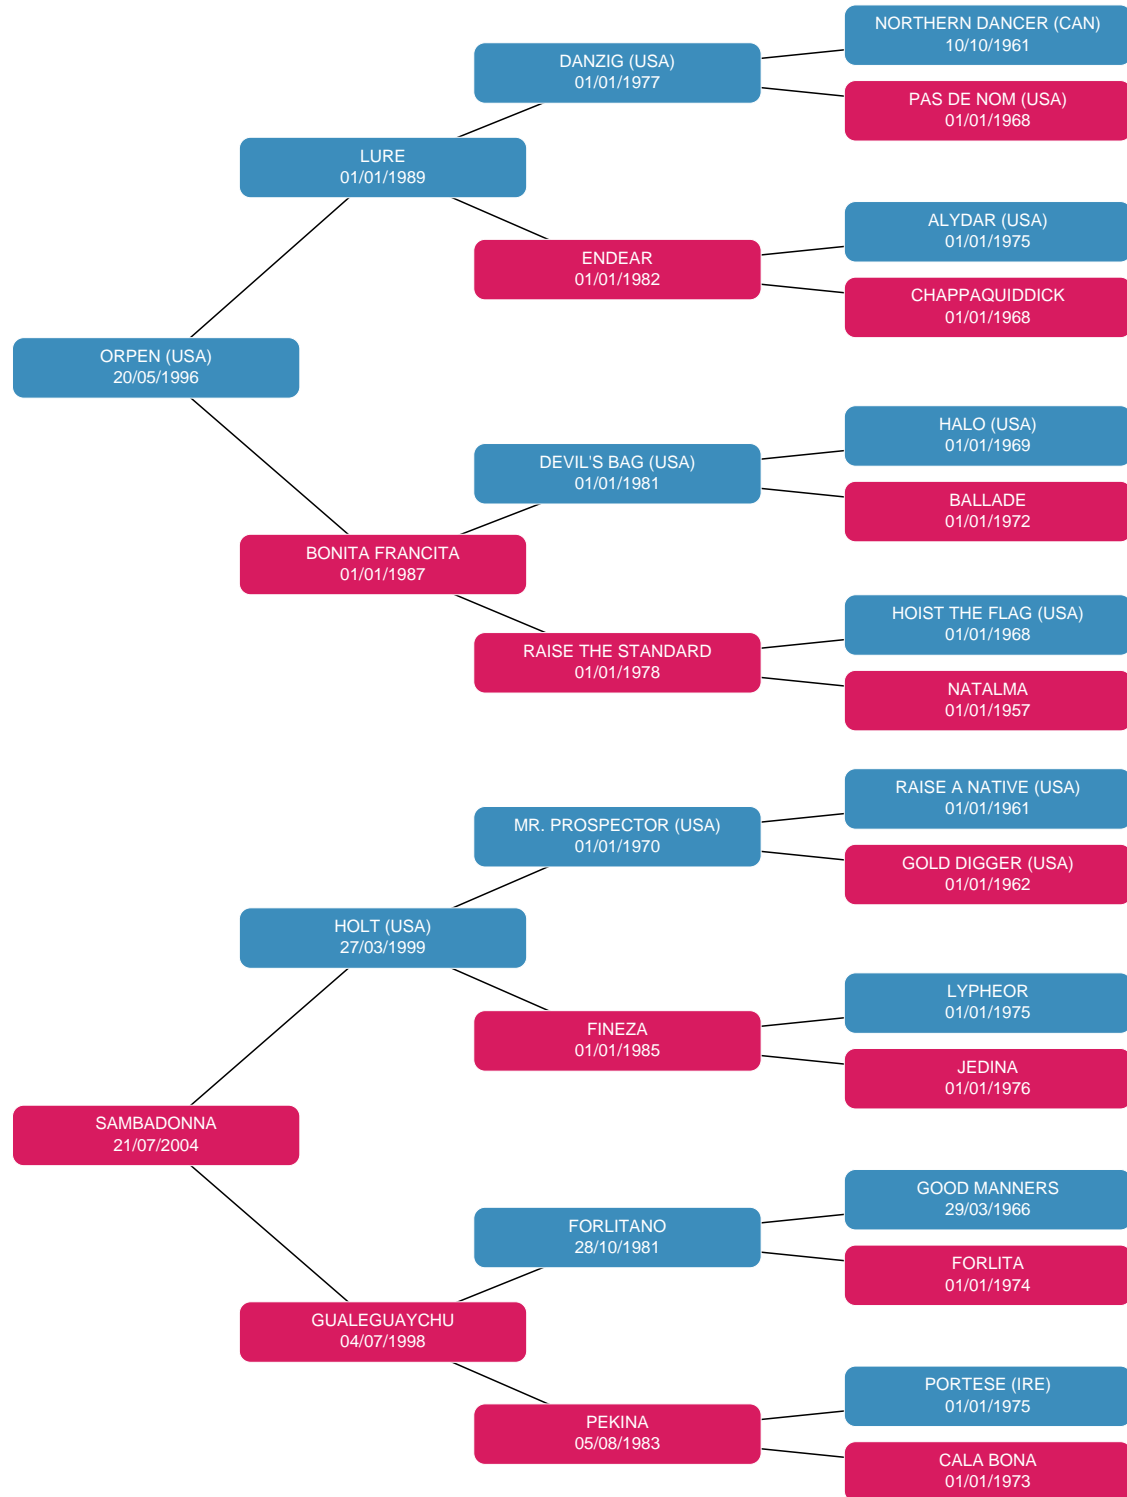 NORTHERN DANCER (CAN)
10/10/1961
DANZIG (USA)
01/01/1977
PAS DE NOM (USA)
01/01/1968
LURE
01/01/1989
ALYDAR (USA)
01/01/1975
ENDEAR
01/01/1982
CHAPPAQUIDDICK
01/01/1968
ORPEN (USA)
20/05/1996
HALO (USA)
01/01/1969
DEVIL'S BAG (USA)
01/01/1981
BALLADE
01/01/1972
BONITA FRANCITA
01/01/1987
HOIST THE FLAG (USA)
01/01/1968
RAISE THE STANDARD
01/01/1978
NATALMA
01/01/1957
RAISE A NATIVE (USA)
01/01/1961
MR. PROSPECTOR (USA)
01/01/1970
GOLD DIGGER (USA)
01/01/1962
HOLT (USA)
27/03/1999
LYPHEOR
01/01/1975
FINEZA
01/01/1985
JEDINA
01/01/1976
SAMBADONNA
21/07/2004
GOOD MANNERS
29/03/1966
FORLITANO
28/10/1981
FORLITA
01/01/1974
GUALEGUAYCHU
04/07/1998
PORTESE (IRE)
01/01/1975
PEKINA
05/08/1983
CALA BONA
01/01/1973